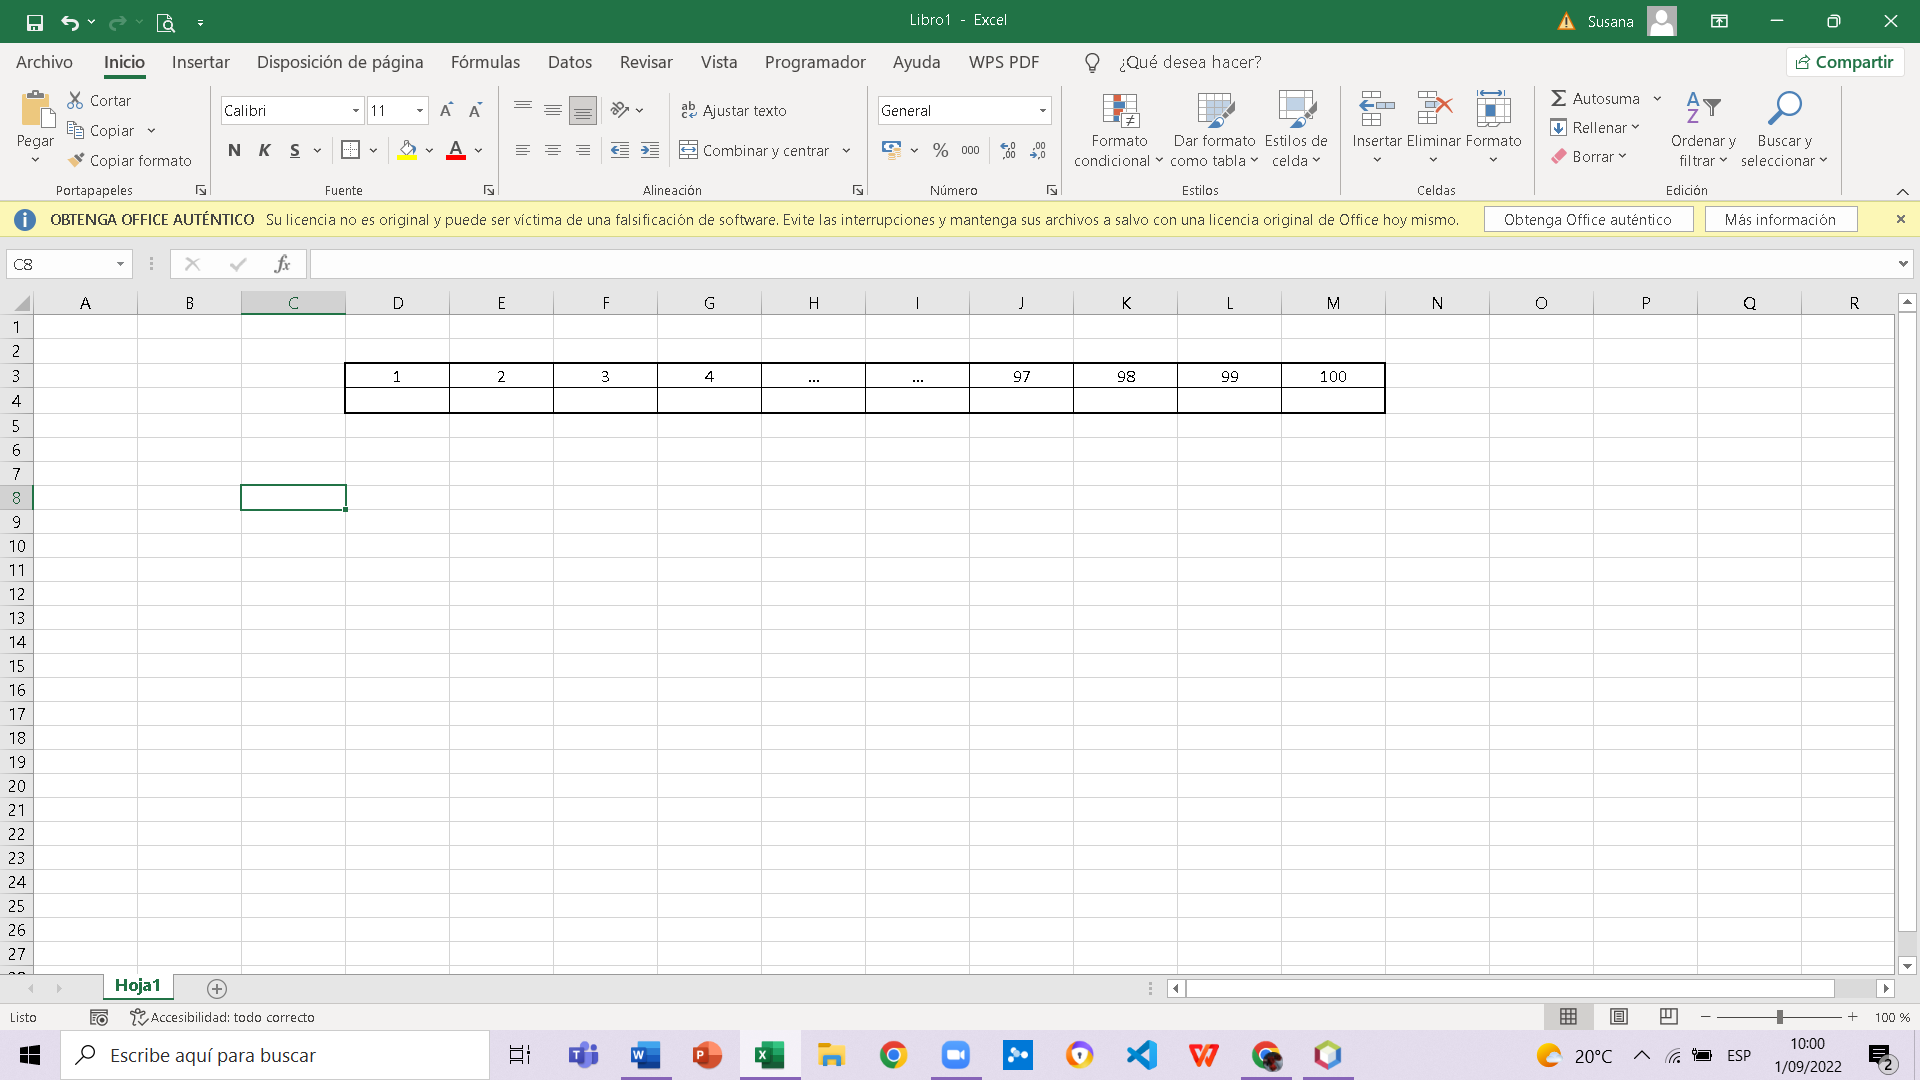 Libro1 - Excel
Susana
Archivo Inicio Insertar Disposición de página Fórmulas Datos Revisar Vista Programador Ayuda WPS PDF ¿Qué desea hacer? Compartir
Pegar
Cortar
Copiar
Copiar formato
Portapapeles
Calibri 11
N K S A
Fuente
Ajustar texto
Combinar y centrar
Alineación
General
% 000
Número
Formato condicional
Dar formato como tabla
Estilos de celda
Estilos
Insertar Eliminar Formato
Celdas
Autosuma
Rellenar
Borrar
Ordenar y filtrar
Buscar y seleccionar
Edición
OBTENGA OFFICE AUTÉNTICO Su licencia no es original y puede ser víctima de una falsificación de software. Evite las interrupciones y mantenga sus archivos a salvo con una licencia original de Office hoy mismo. Obtenga Office auténtico Más información
C8 fx
A B C D E F G H I J K L M N O P Q R
1
2
3 1 2 3 4 ... ... 97 98 99 100
4
5
6
7
8
9
10
11
12
13
14
15
16
17
18
19
20
21
22
23
24
25
26
27
Hoja1
Listo Accesibilidad: todo correcto 100 %
Escribe aquí para buscar
20°C ESP
10:00
1/09/2022
2